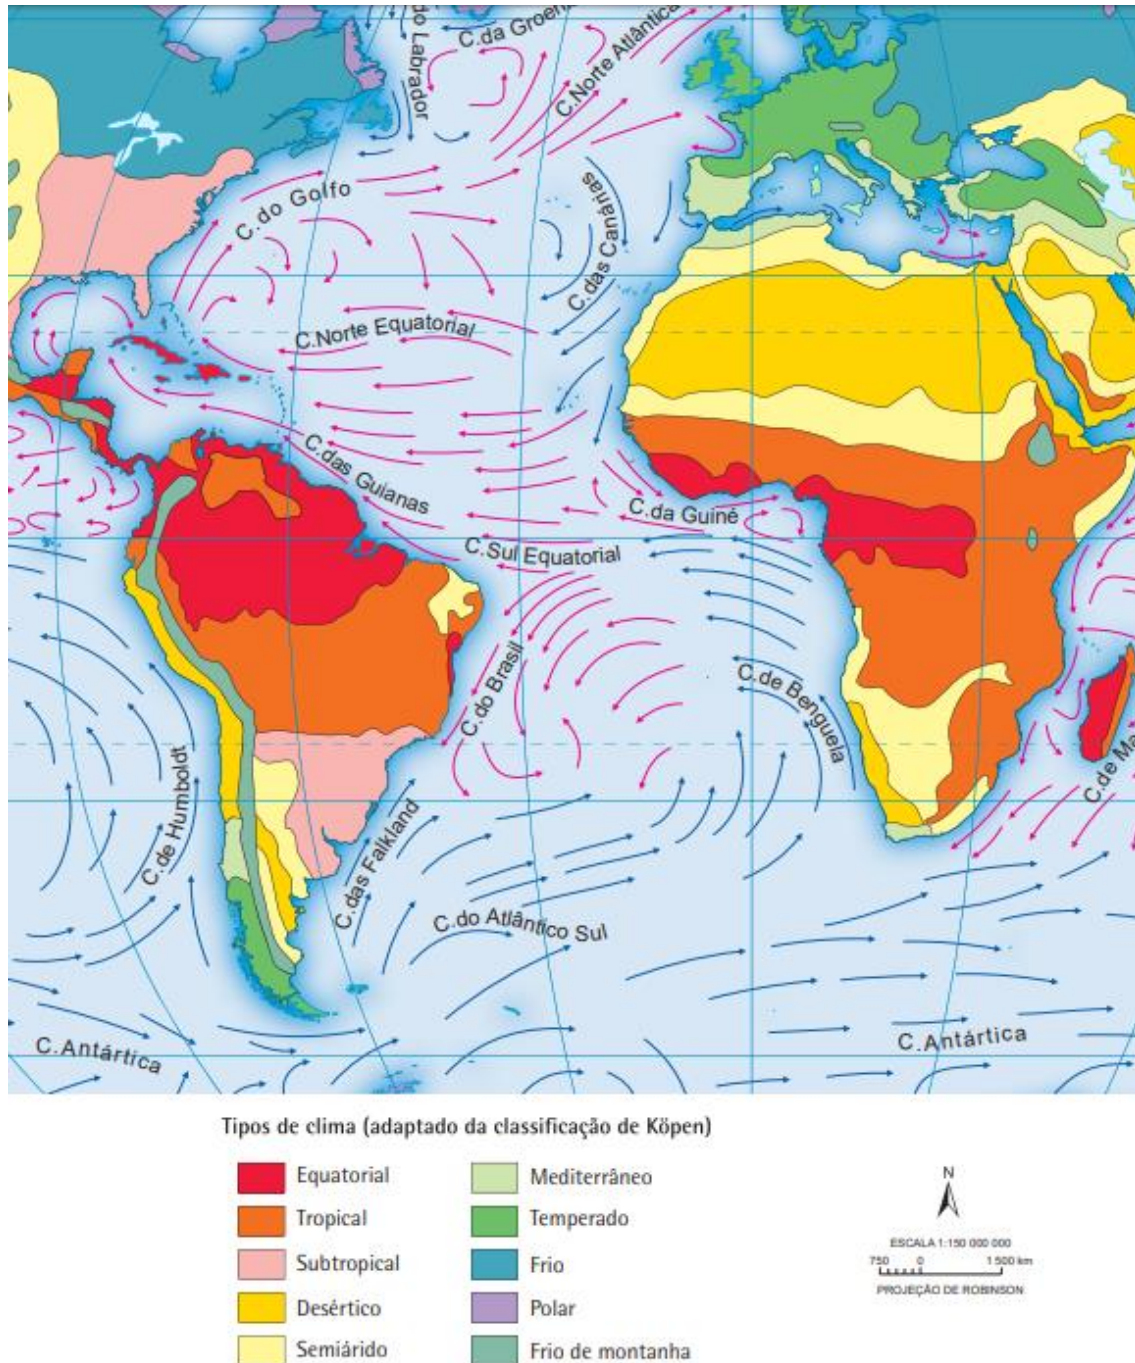 do Labrador
C.da Groenl
C.Norte Atlântica
C. do Golfo
C.das Canárias
C.Norte Equatorial
C.das Guianas
C.da Guiné
C.Sul Equatorial
C.do Brasil
C.de Benguela
C.de Humboldt
C.de Ma
C.das Falkland
C.do Atlântico Sul
C.Antártica
C.Antártica
Tipos de clima (adaptado da classificação de Köpen)
Equatorial
Tropical
Subtropical
Desértico
Semiárido
Mediterrâneo
Temperado
Frio
Polar
Frio de montanha
N
ESCALA 1:150 000 000
750 0 1 500 km
PROJEÇÃO DE ROBINSON